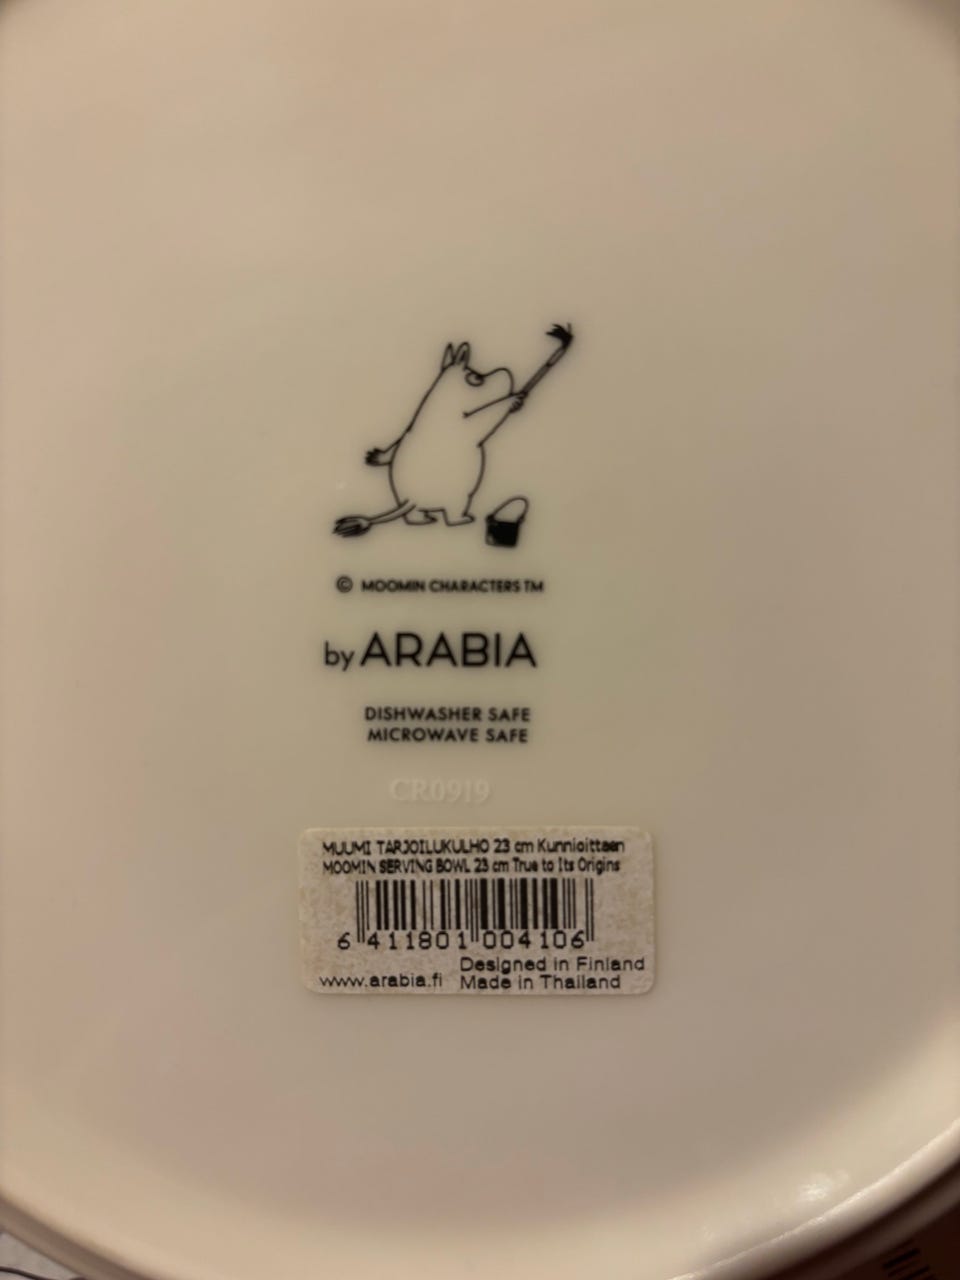 © MOOMIN CHARACTERS TM
by ARABIA
DISHWASHER SAFE
MICROWAVE SAFE
CR0919
MUUMI TARJOILUKULHO 23 cm Kunnioittaen
MOOMIN SERVING BOWL 23 cm True to Its Origins
6 411801 004106
Designed in Finland
www.arabia.fi Made in Thailand